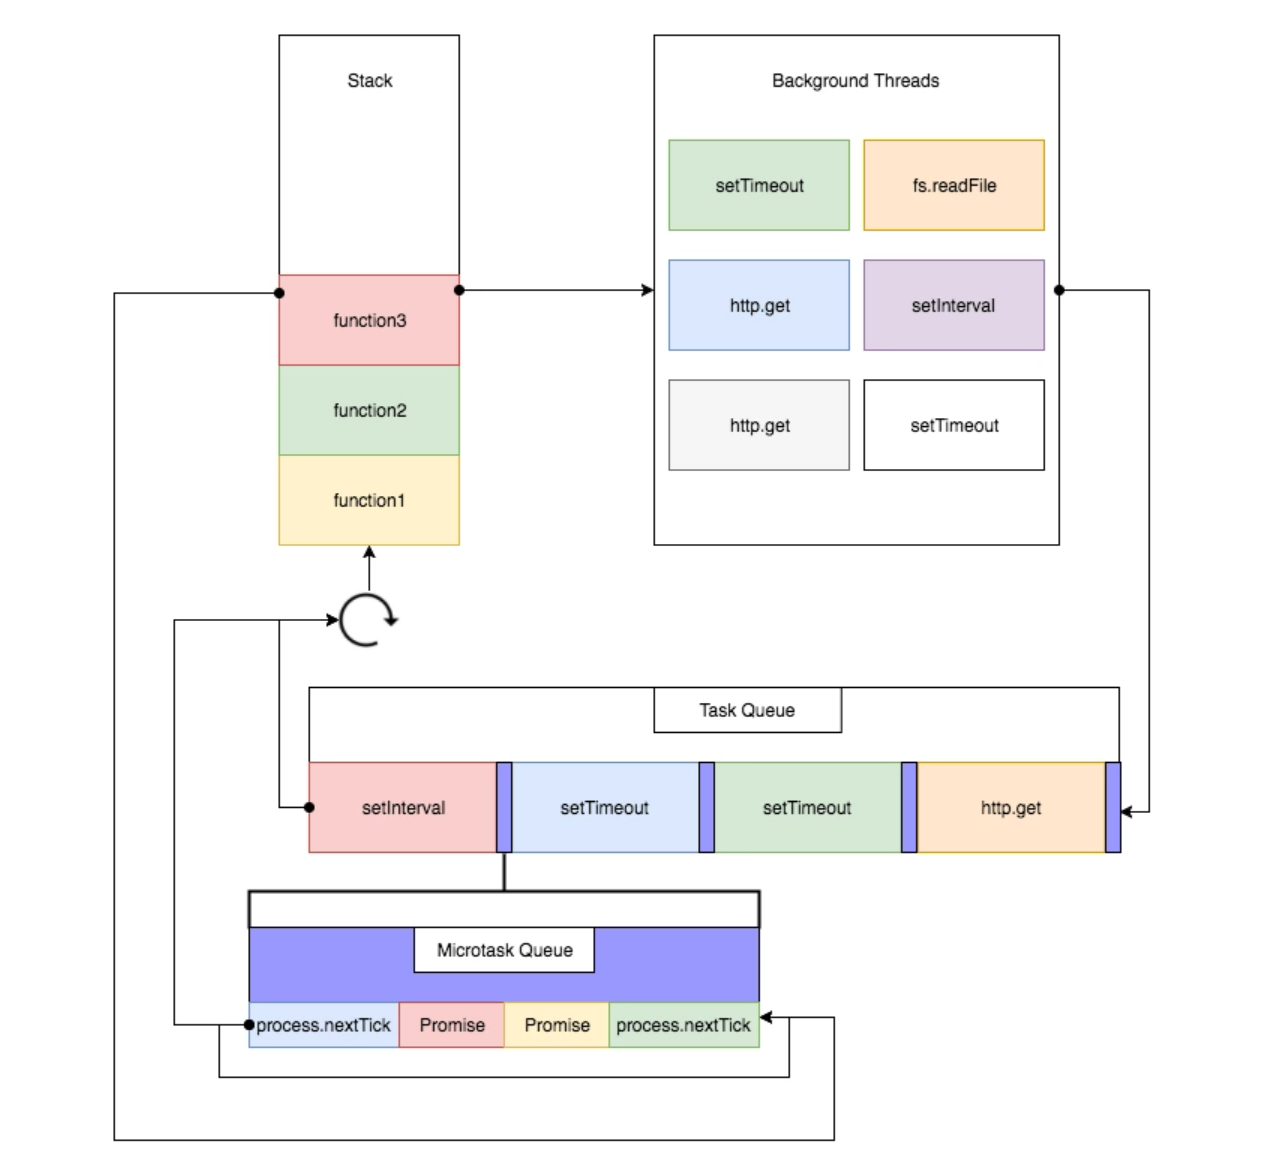 Stack
Background Threads
setTimeout
fs.readFile
http.get
setInterval
http.get
setTimeout
function3
function2
function1
Task Queue
setInterval
setTimeout
setTimeout
http.get
Microtask Queue
process.nextTick
Promise
Promise
process.nextTick